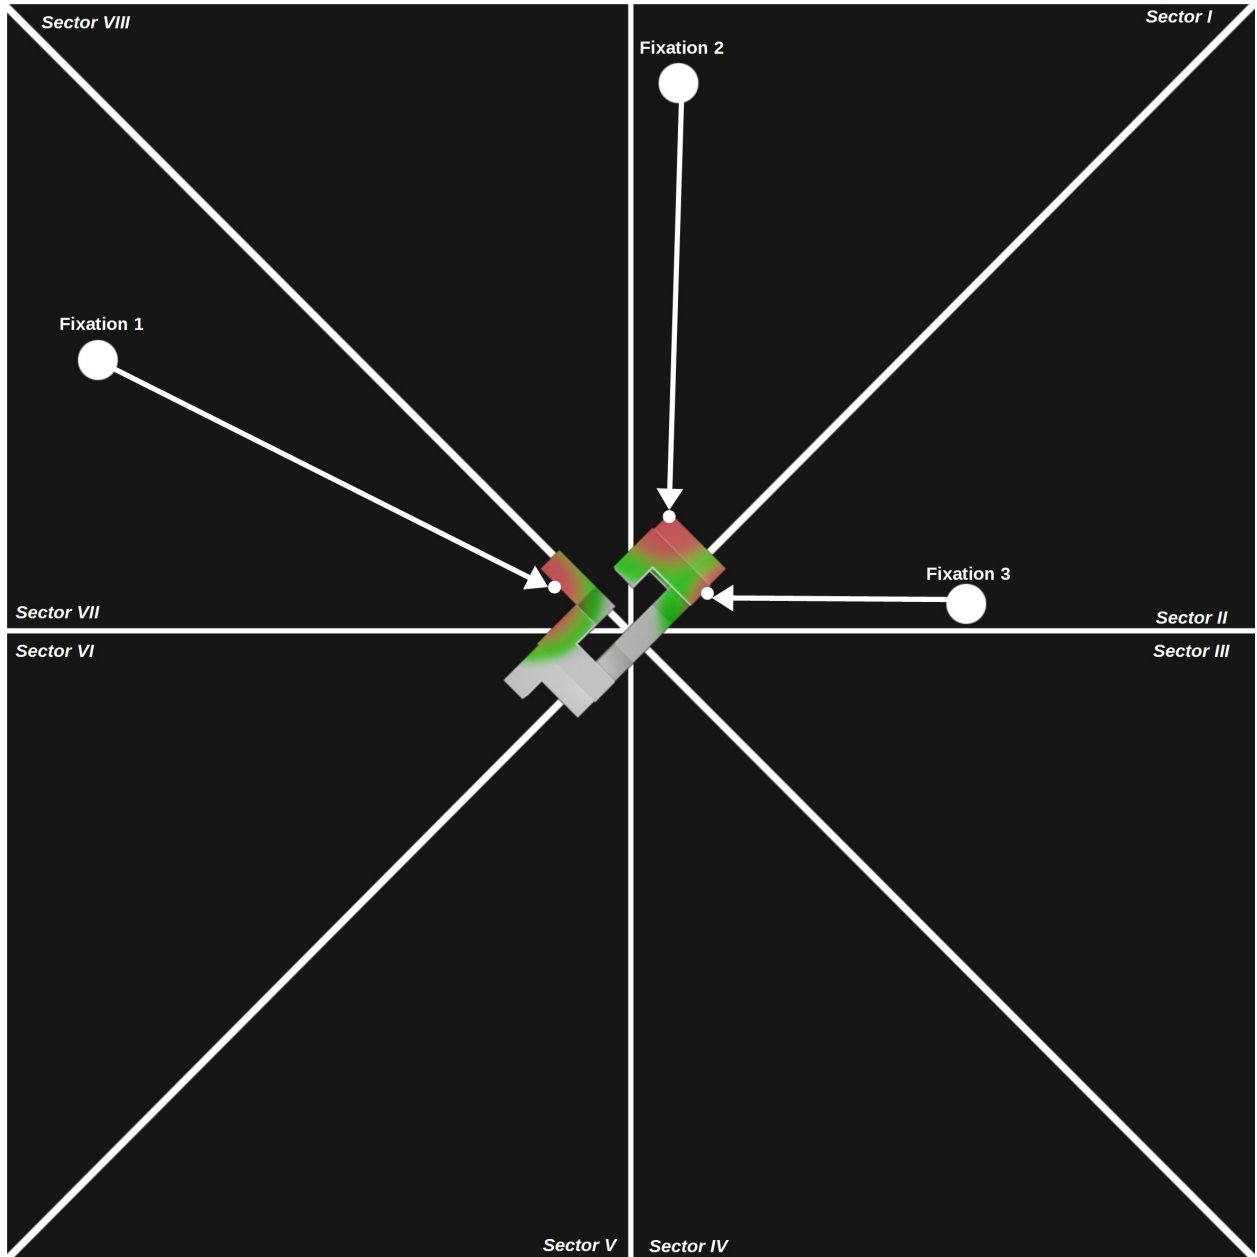 Sector VIII
Sector I
Fixation 2
Fixation 1
Fixation 3
Sector VII
Sector II
Sector VI
Sector III
Sector V
Sector IV